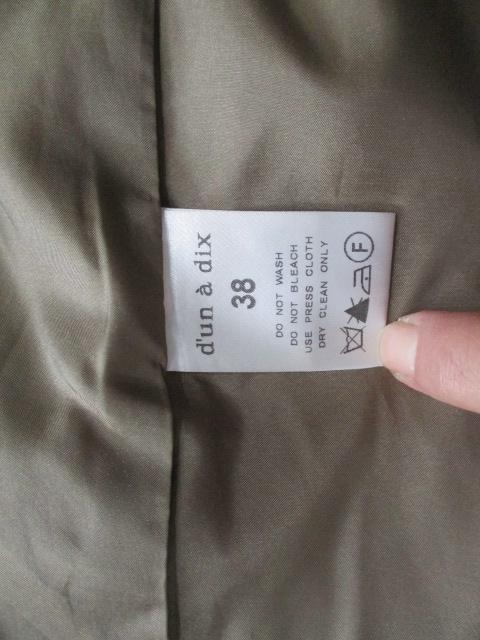 d'un à dix
38
DO NOT WASH
DO NOT BLEACH
USE PRESS CLOTH
DRY CLEAN ONLY
F